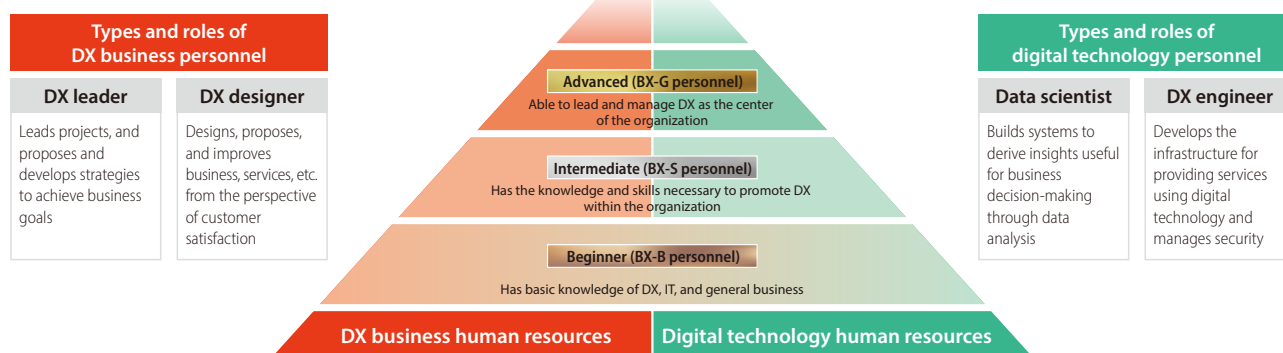 Types and roles of
DX business personnel
DX leader
Leads projects, and
proposes and
develops strategies
to achieve business
goals
DX designer
Designs, proposes,
and improves
business, services, etc.
from the perspective
of customer
satisfaction
Advanced (BX-G personnel)
Able to lead and manage DX as the center
of the organization
Intermediate (BX-S personnel)
Has the knowledge and skills necessary to promote DX
within the organization
Beginner (BX-B personnel)
Has basic knowledge of DX, IT, and general business
DX business human resources
Digital technology human resources
Types and roles of
digital technology personnel
Data scientist
Builds systems to
derive insights useful
for business
decision-making
through data
analysis
DX engineer
Develops the
infrastructure for
providing services
using digital
technology and
manages security